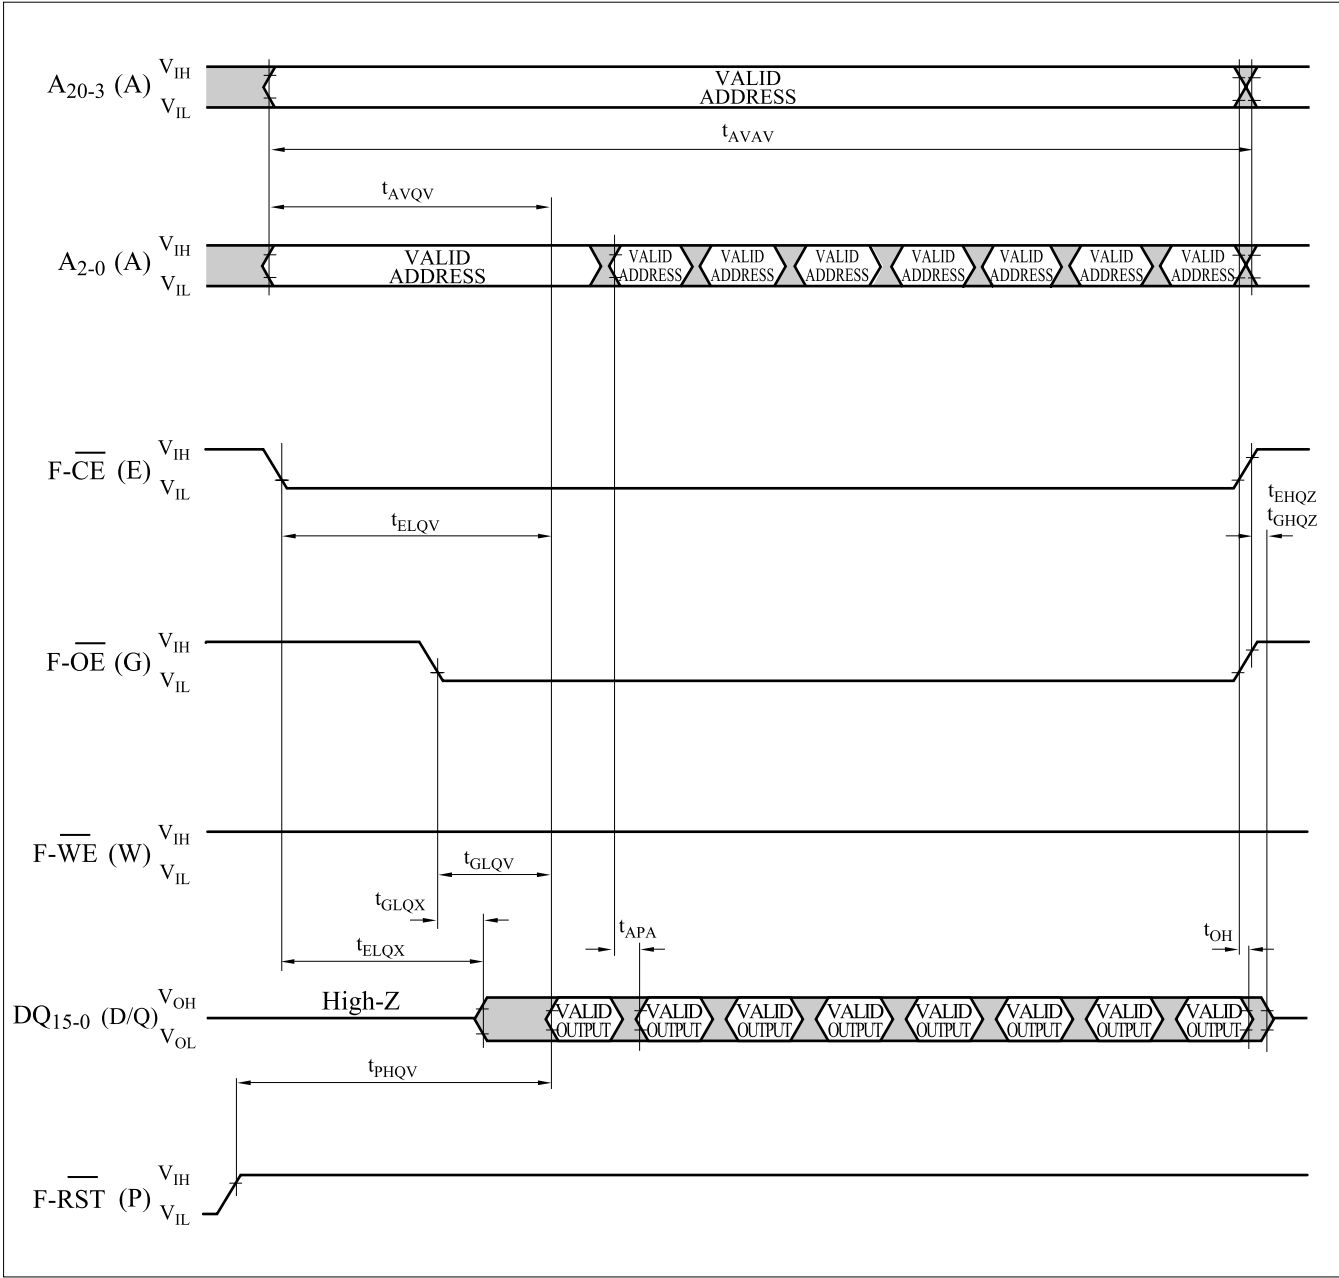 A20-3 (A) VIH VIL VALID ADDRESS
tAVAV
tAVQV
A2-0 (A) VIH VIL VALID ADDRESS VALID ADDRESS VALID ADDRESS VALID ADDRESS VALID ADDRESS VALID ADDRESS VALID ADDRESS VALID ADDRESS
F-CE (E) VIH VIL
tELQV
tEHQZ
tGHQZ
F-OE (G) VIH VIL
F-WE (W) VIH VIL
tGLQV
tGLQX
tAPA
tOH
tELQX
DQ15-0 (D/Q) VOH VOL High-Z VALID OUTPUT VALID OUTPUT VALID OUTPUT VALID OUTPUT VALID OUTPUT VALID OUTPUT VALID OUTPUT VALID OUTPUT
tPHQV
F-RST (P) VIH VIL